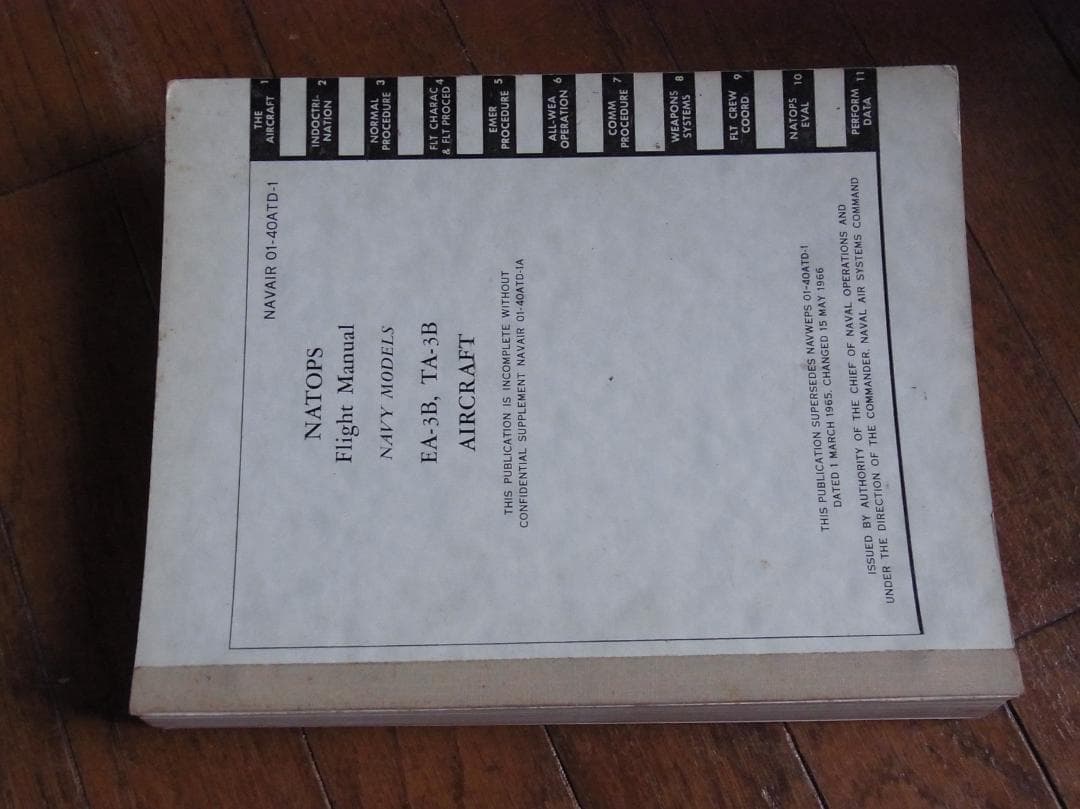 NAVAIR 01-40ATD-1
NATOPS
Flight Manual
NAVY MODELS
EA-3B, TA-3B
AIRCRAFT
THIS PUBLICATION IS INCOMPLETE WITHOUT
CONFIDENTIAL SUPPLEMENT NAVAIR 01-40ATD-1A
THIS PUBLICATION SUPERSEDES NAVWEPS 01-40ATD-1
DATED 1 MARCH 1965, CHANGED 15 MAY 1966
ISSUED BY AUTHORITY OF THE CHIEF OF NAVAL OPERATIONS AND
UNDER THE DIRECTION OF THE COMMANDER, NAVAL AIR SYSTEMS COMMAND
THE 1
AIRCRAFT
INDOCTRI- 2
NATION
NORMAL 3
PROCEDURE
FLT CHARAC 4
& FLT PROCED
EMER 5
PROCEDURE
ALL-WEA 6
OPERATION
COMM 7
PROCEDURE
WEAPONS 8
SYSTEMS
FLT CREW 9
COORD
NATOPS 10
EVAL
PERFORM 11
DATA